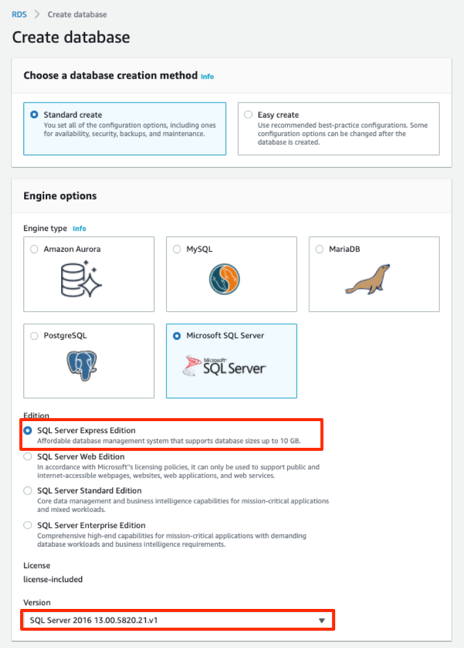 RDS > Create database
Create database
Choose a database creation method Info
Standard create
You set all of the configuration options, including ones
for availability, security, backups, and maintenance.
Easy create
Use recommended best-practice configurations. Some
configuration options can be changed after the
database is created.
Engine options
Engine type Info
Amazon Aurora
MySQL
MariaDB
PostgreSQL
Microsoft SQL Server
Microsoft
SQL Server
Edition
SQL Server Express Edition
Affordable database management system that supports database sizes up to 10 GB.
SQL Server Web Edition
In accordance with Microsoft's licensing policies, it can only be used to support public and
Internet-accessible webpages, websites, web applications, and web services.
SQL Server Standard Edition
Core data management and business intelligence capabilities for mission-critical applications
and mixed workloads.
SQL Server Enterprise Edition
Comprehensive high-end capabilities for mission-critical applications with demanding
database workloads and business intelligence requirements.
License
license-included
Version
SQL Server 2016 13.00.5820.21.v1